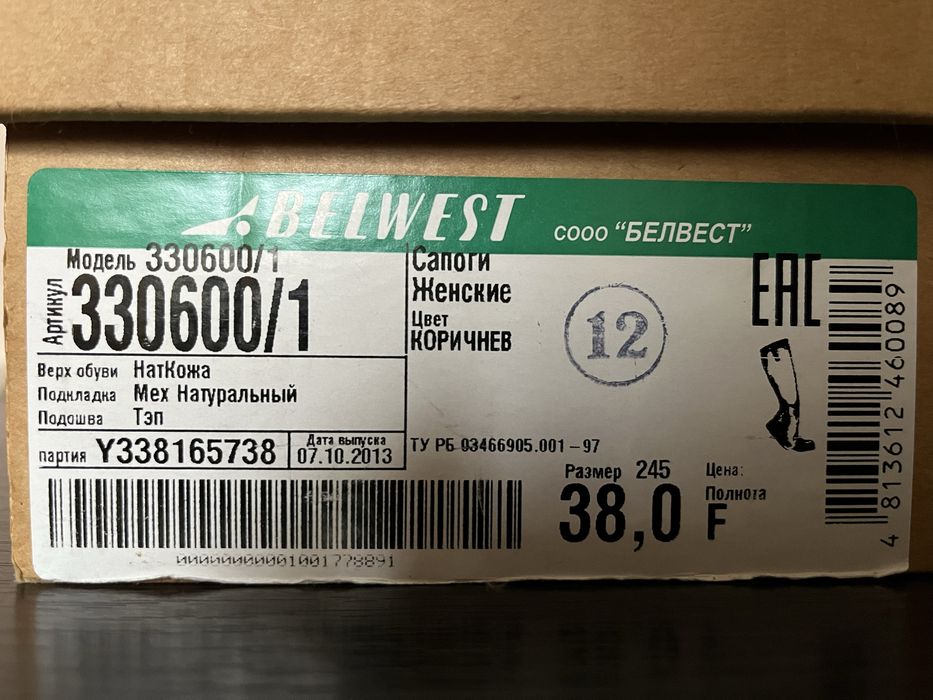 BELWEST сооо "БЕЛВЕСТ"
Модель 330600/1
Артикул 330600/1
Сапоги
Женские
Цвет
КОРИЧНЕВ
12
ЕАС
Верх обуви НатКожа
Подкладка Мех Натуральный
Подошва Тэп
партия Y338165738
Дата выпуска
07.10.2013
ТУ РБ 03466905.001-97
Размер 245
38,0
Цена:
Полнота
F
00000000001001778891
4 813612 460089